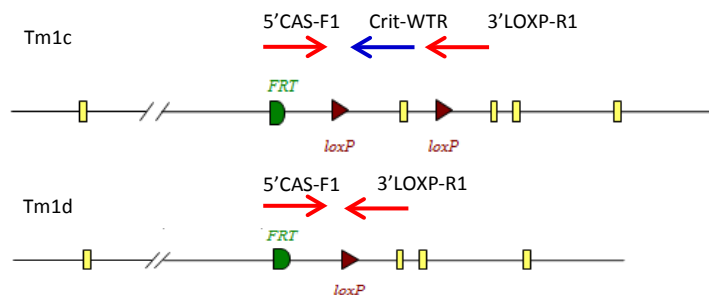 5'CAS-F1 Crit-WTR 3'LOXP-R1
Tm1c
FRT
loxP loxP
5'CAS-F1 3'LOXP-R1
Tm1d
FRT
loxP